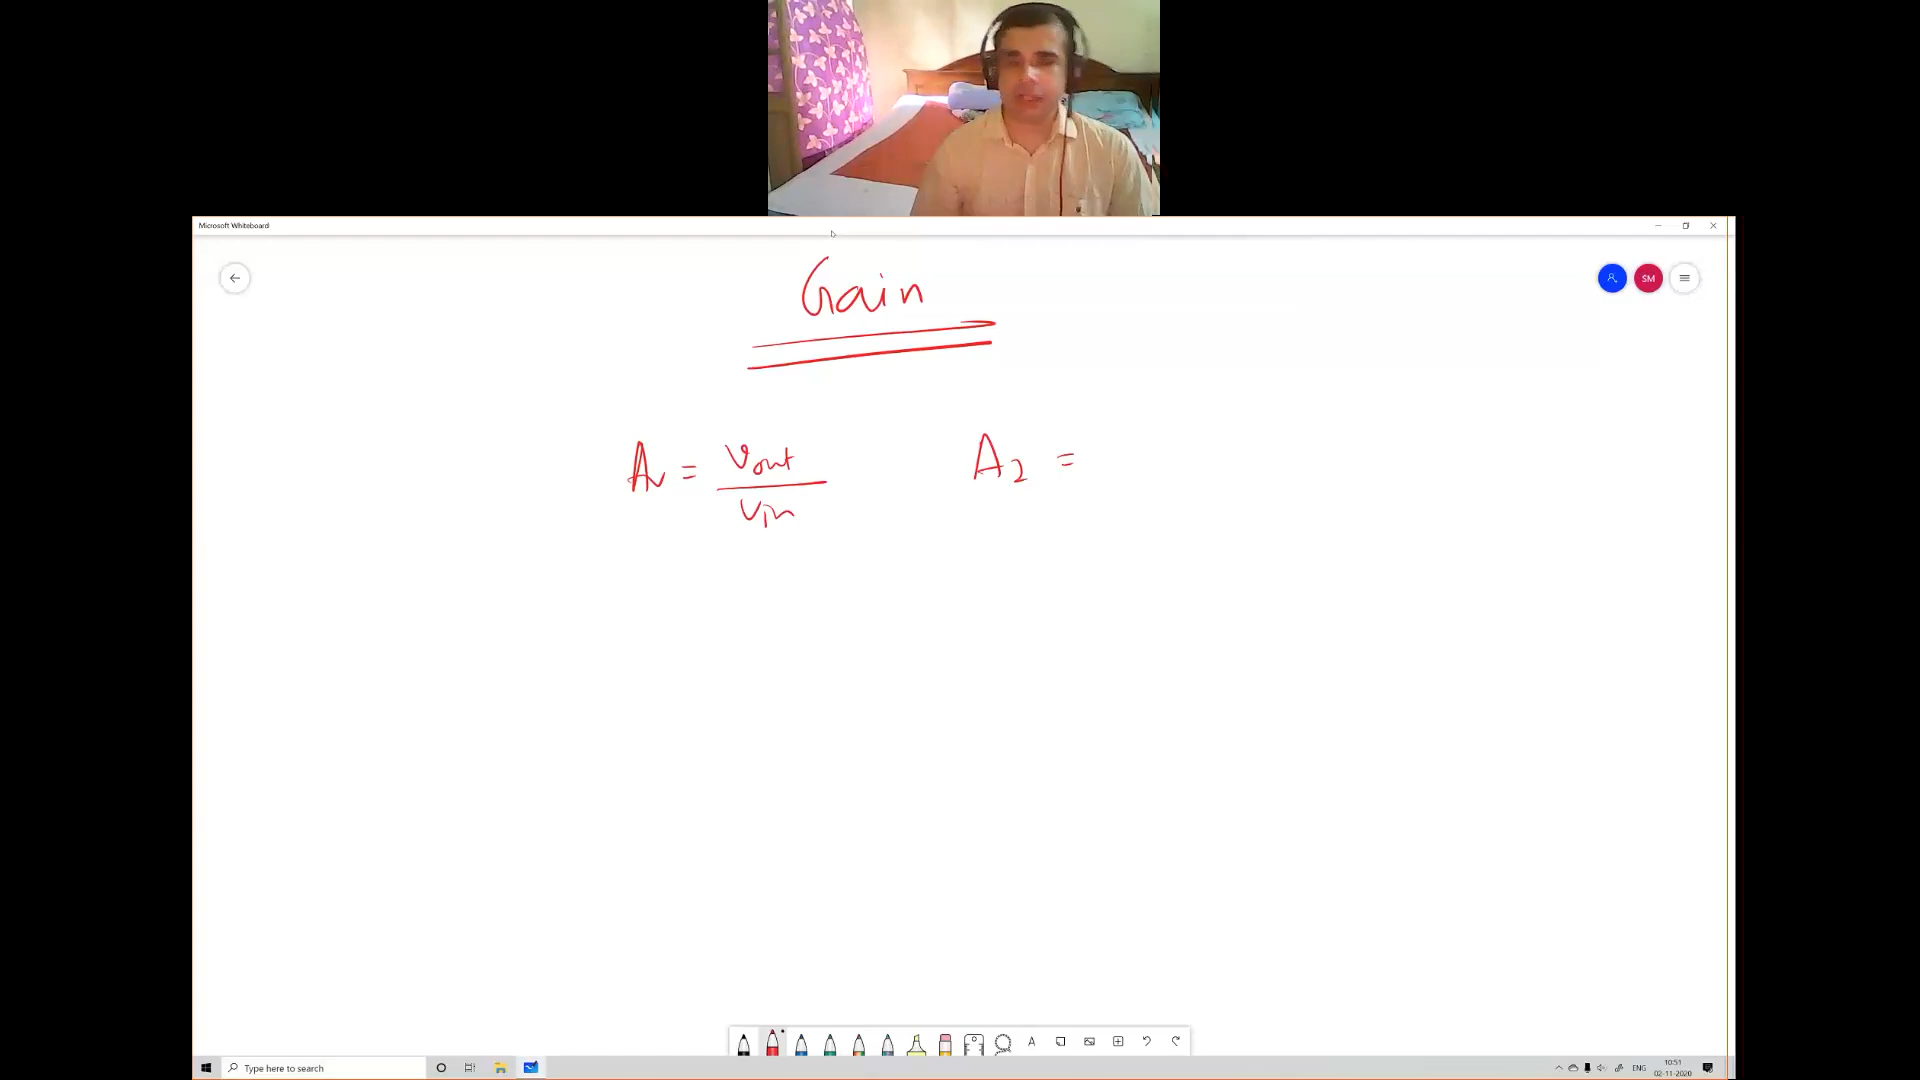 Microsoft Whiteboard
SM
Gain
Av = Vout / Vin
A2 =
A
Type here to search
ENG
10:51
02-11-2020